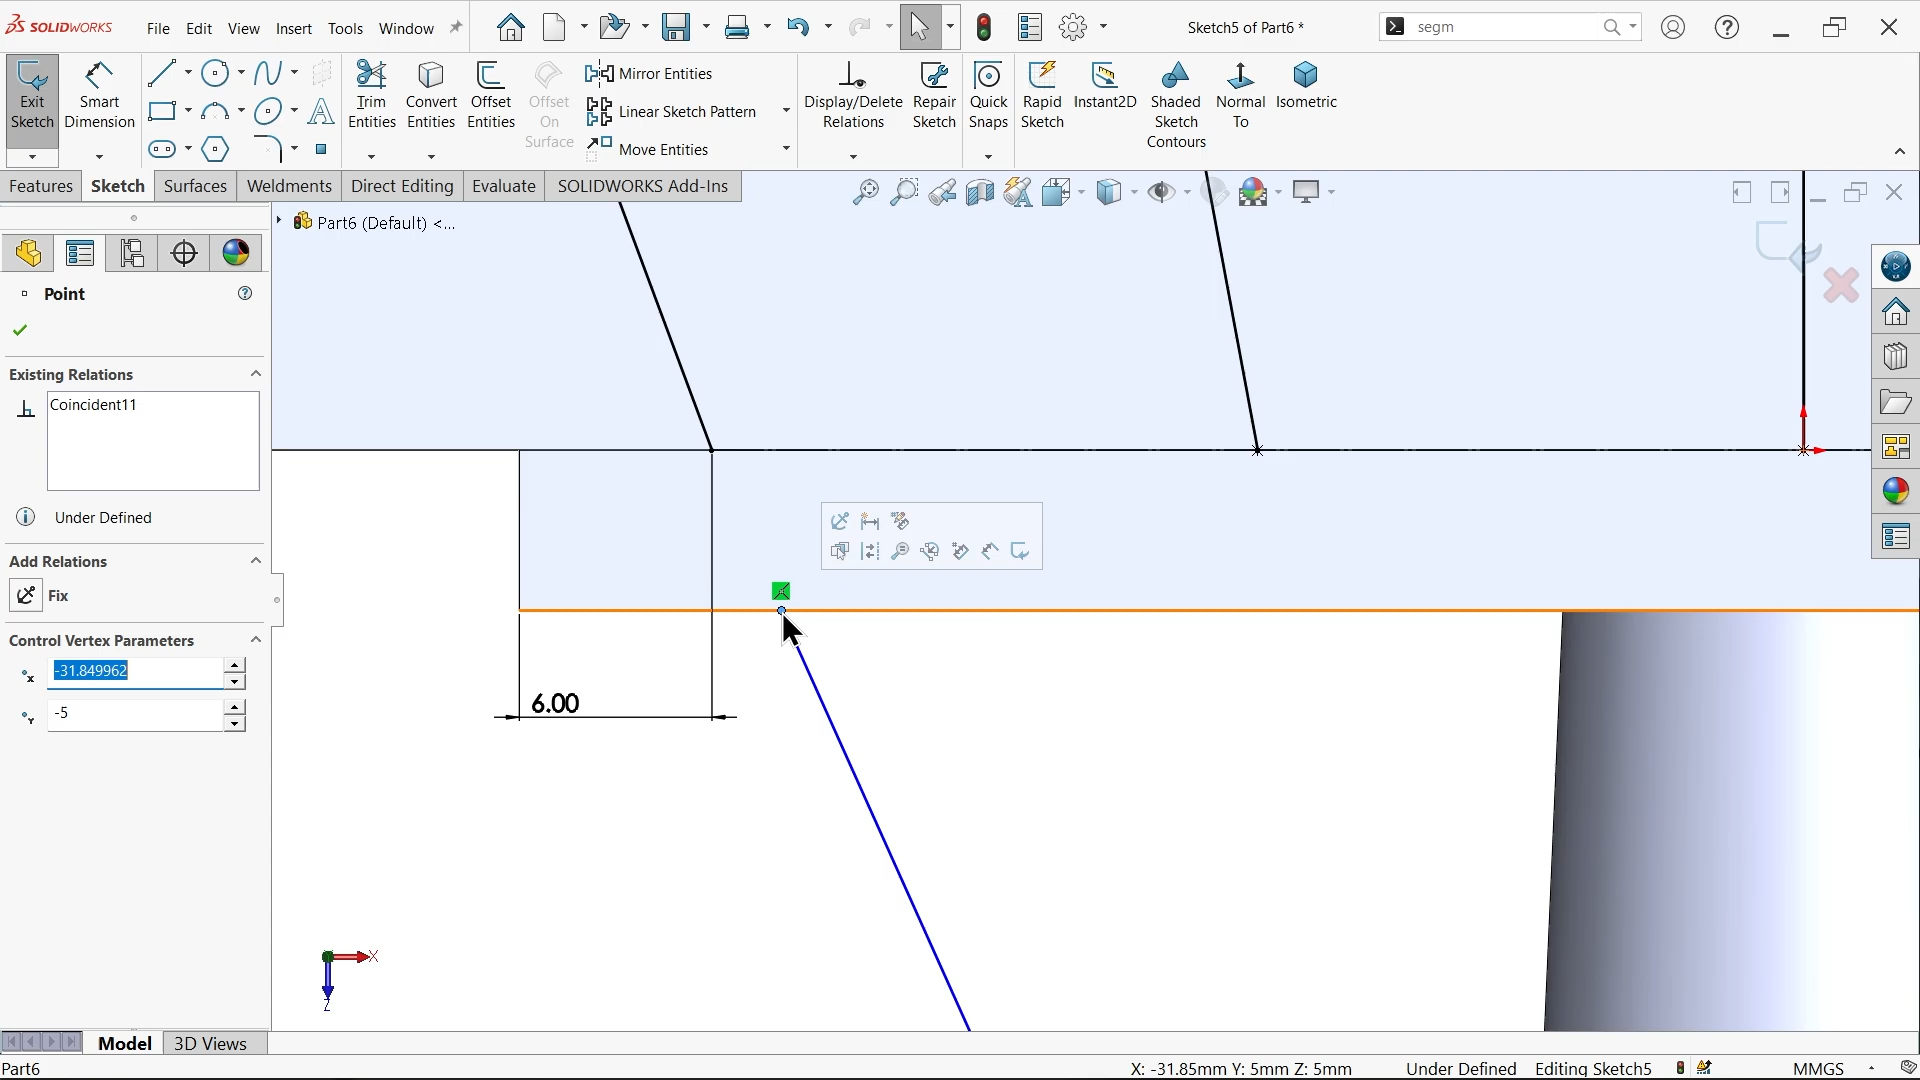 SOLIDWORKS
File Edit View Insert Tools Window
Sketch5 of Part6 *
segm
Exit Sketch
Smart Dimension
Trim Entities
Convert Entities
Offset Entities
Offset On Surface
Mirror Entities
Linear Sketch Pattern
Move Entities
Display/Delete Relations
Repair Sketch
Quick Snaps
Rapid Sketch
Instant2D
Shaded Sketch Contours
Normal To
Isometric
Features Sketch Surfaces Weldments Direct Editing Evaluate SOLIDWORKS Add-Ins
Part6 (Default) <...
Point
Existing Relations
Coincident11
Under Defined
Add Relations
Fix
Control Vertex Parameters
-31.849962
-5
6.00
X
Z
Model 3D Views
Part6
X: -31.85mm Y: 5mm Z: 5mm
Under Defined
Editing Sketch5
MMGS